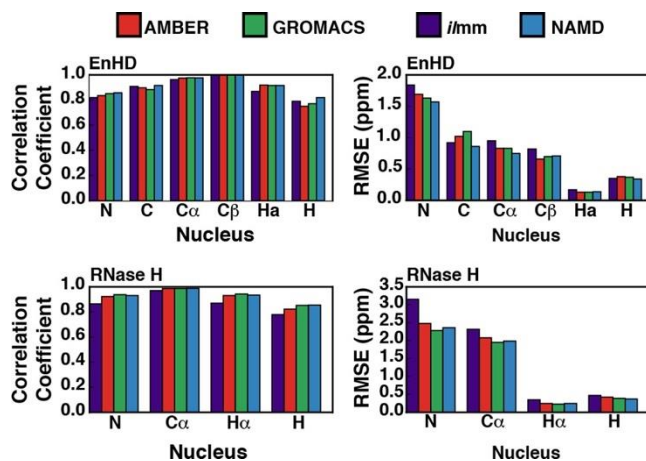 AMBER GROMACS ilmm NAMD
EnHD
Correlation
Coefficient
1.0
0.8
0.6
0.4
0.2
0.0
N C Cα Cβ Ha H
Nucleus
EnHD
RMSE (ppm)
2.0
1.5
1.0
0.5
0.0
N C Cα Cβ Ha H
Nucleus
RNase H
Correlation
Coefficient
1.0
0.8
0.6
0.4
0.2
0.0
N Cα Hα H
Nucleus
RNase H
RMSE (ppm)
3.5
3.0
2.5
2.0
1.5
1.0
0.5
0.0
N Cα Hα H
Nucleus